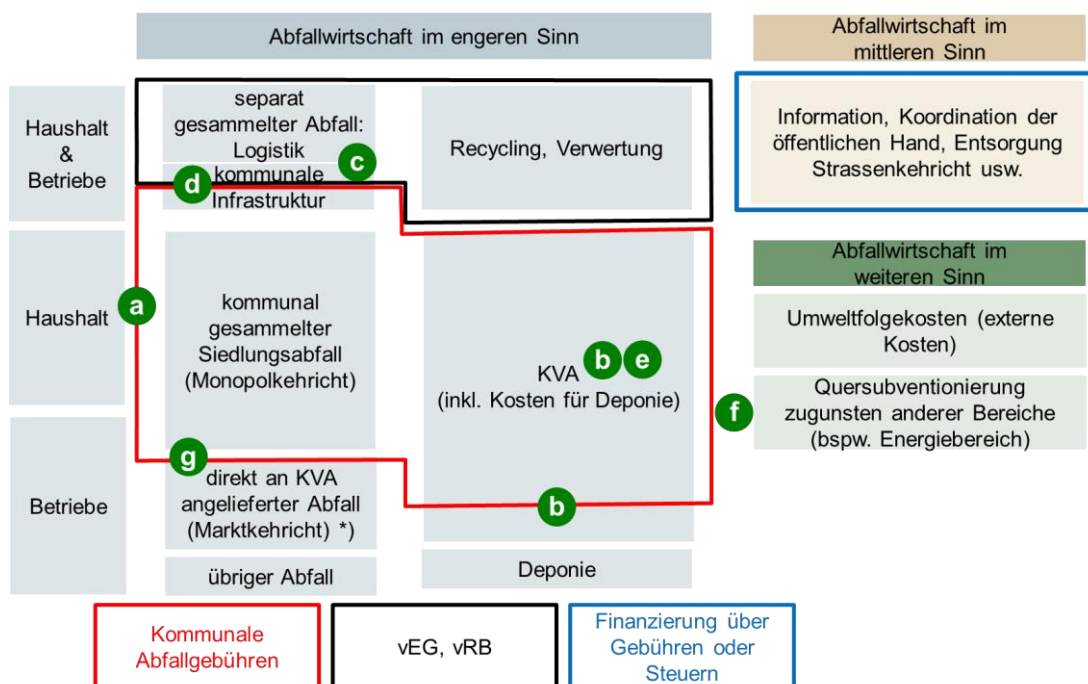 Abfallwirtschaft im engeren Sinn
Abfallwirtschaft im
mittleren Sinn
Haushalt
&
Betriebe
separat
gesammelter Abfall:
Logistik
c
d
kommunale
Infrastruktur
Recycling, Verwertung
Information, Koordination der
öffentlichen Hand, Entsorgung
Strassenkehricht usw.
Abfallwirtschaft im
weiteren Sinn
Haushalt
a
kommunal
gesammelter
Siedlungsabfall
(Monopolkehricht)
KVA
b
e
(inkl. Kosten für Deponie)
Umweltfolgekosten (externe
Kosten)
f
Quersubventionierung
zugunsten anderer Bereiche
(bspw. Energiebereich)
Betriebe
g
direkt an KVA
angelieferter Abfall
(Marktkehricht) *)
b
übriger Abfall
Deponie
Kommunale
Abfallgebühren
vEG, vRB
Finanzierung über
Gebühren oder
Steuern